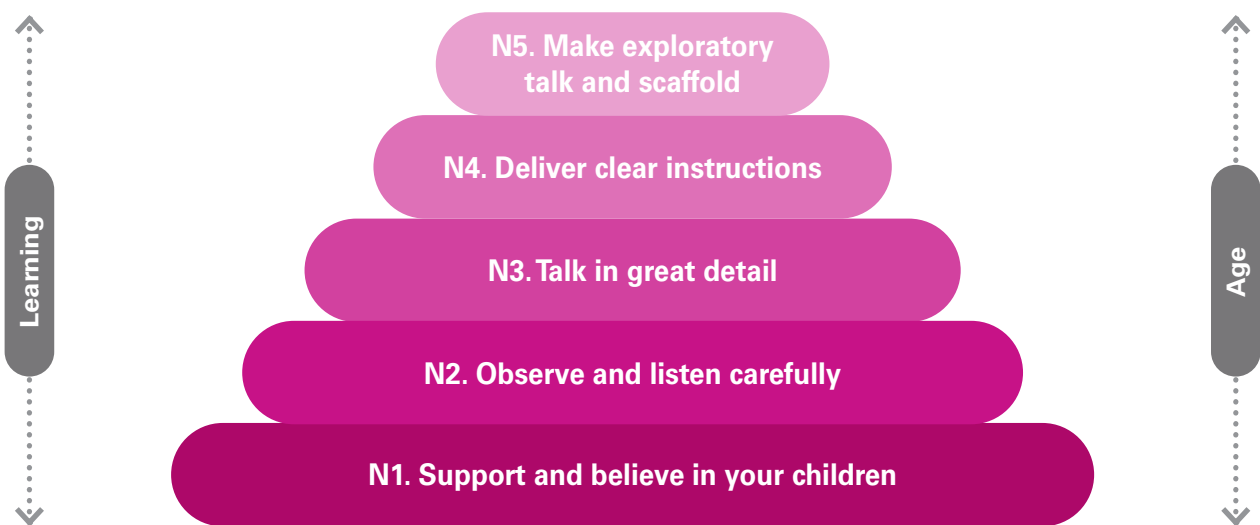 N5. Make exploratory
talk and scaffold
N4. Deliver clear instructions
Learning
N3. Talk in great detail
Age
N2. Observe and listen carefully
N1. Support and believe in your children